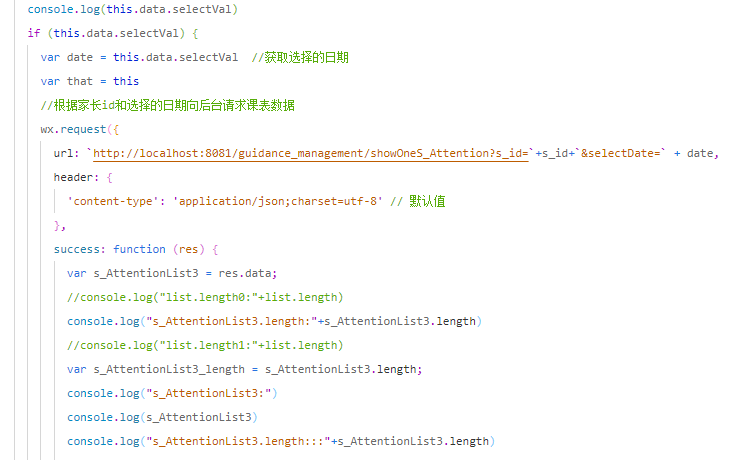 console.log(this.data.selectVal)
if (this.data.selectVal) {
var date = this.data.selectVal  //获取选择的日期
var that = this
//根据家长id和选择的日期向后台请求课表数据
wx.request({
url: `http://localhost:8081/guidance_management/showOneS_Attention?s_id=`+s_id+`&selectDate=` + date,
header: {
'content-type': 'application/json;charset=utf-8' // 默认值
},
success: function (res) {
var s_AttentionList3 = res.data;
//console.log("list.length0:"+list.length)
console.log("s_AttentionList3.length:"+s_AttentionList3.length)
//console.log("list.length1:"+list.length)
var s_AttentionList3_length = s_AttentionList3.length;
console.log("s_AttentionList3:")
console.log(s_AttentionList3)
console.log("s_AttentionList3.length:::"+s_AttentionList3.length)